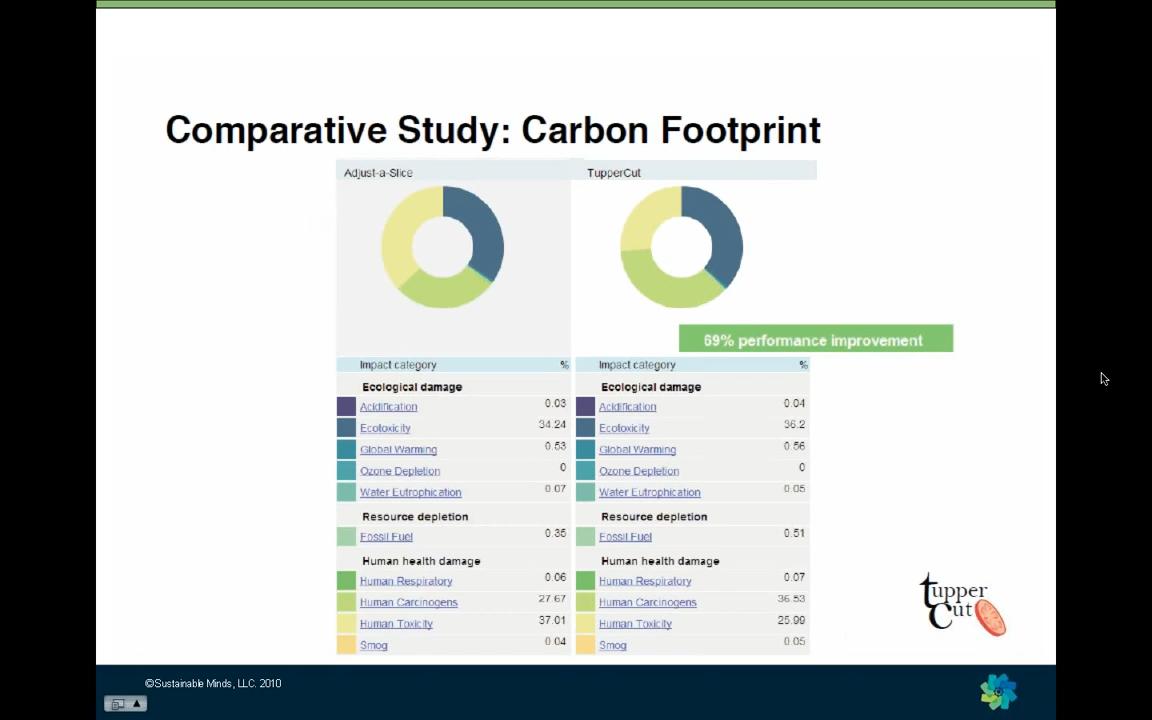 Comparative Study: Carbon Footprint
Adjust-a-Slice
TupperCut
69% performance improvement
Impact category %
Ecological damage
Acidification 0.03
Ecotoxicity 34.24
Global Warming 0.53
Ozone Depletion 0
Water Eutrophication 0.07
Resource depletion
Fossil Fuel 0.35
Human health damage
Human Respiratory 0.06
Human Carcinogens 27.67
Human Toxicity 37.01
Smog 0.04
Impact category %
Ecological damage
Acidification 0.04
Ecotoxicity 36.2
Global Warming 0.56
Ozone Depletion 0
Water Eutrophication 0.05
Resource depletion
Fossil Fuel 0.51
Human health damage
Human Respiratory 0.07
Human Carcinogens 36.53
Human Toxicity 25.99
Smog 0.05
tupper
Cut
©Sustainable Minds, LLC. 2010